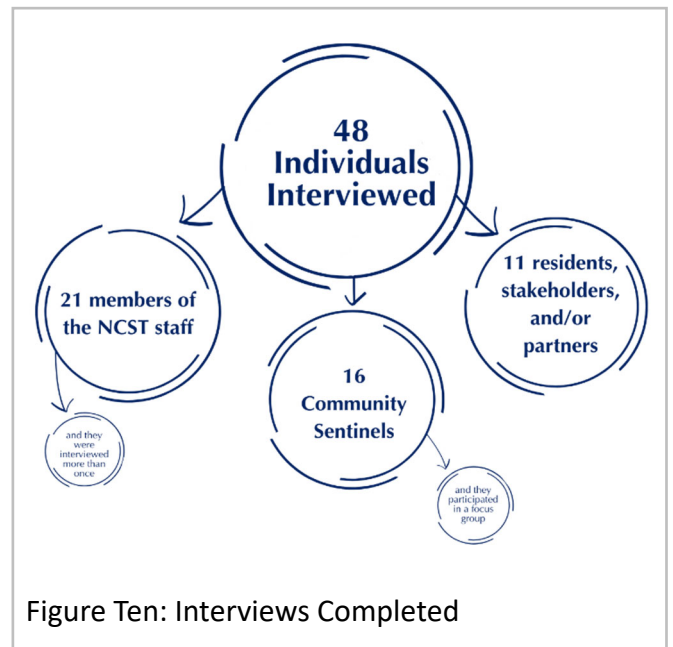 48
Individuals
Interviewed
21 members of
the NCST staff
and they
were
interviewed
more than
once
16
Community
Sentinels
and they
participated
in a focus
group
11 residents,
stakeholders,
and/or
partners
Figure Ten: Interviews Completed